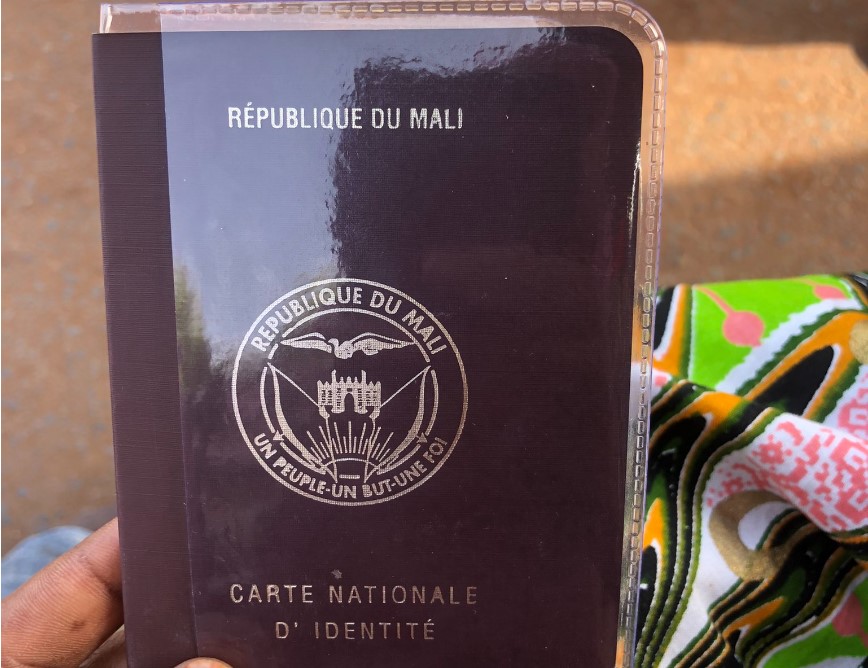 RÉPUBLIQUE DU MALI
REPUBLIQUE DU MALI
UN PEUPLE-UN BUT-UNE FOI
CARTE NATIONALE
D' IDENTITÉ